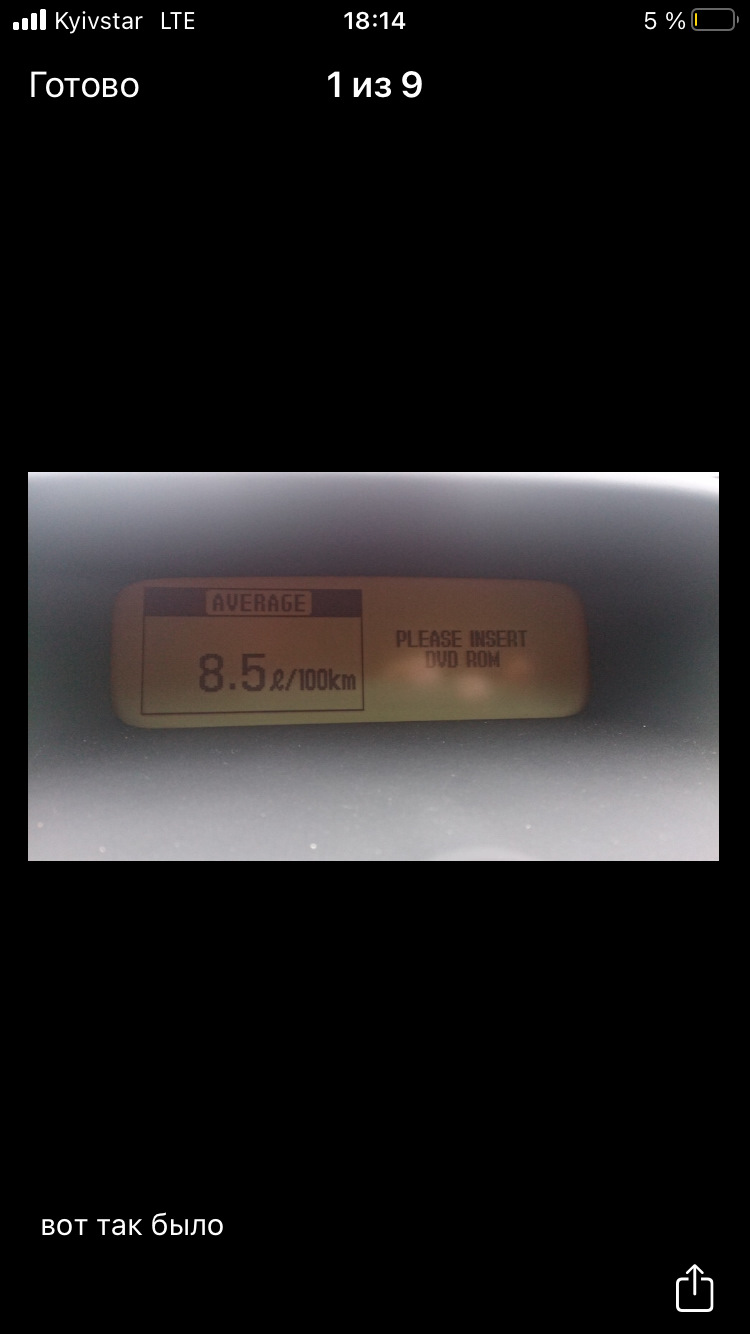 Kyivstar LTE 18:14 5 %
Готово 1 из 9
AVERAGE
8.5 ℓ/100km
PLEASE INSERT
DVD ROM
вот так было